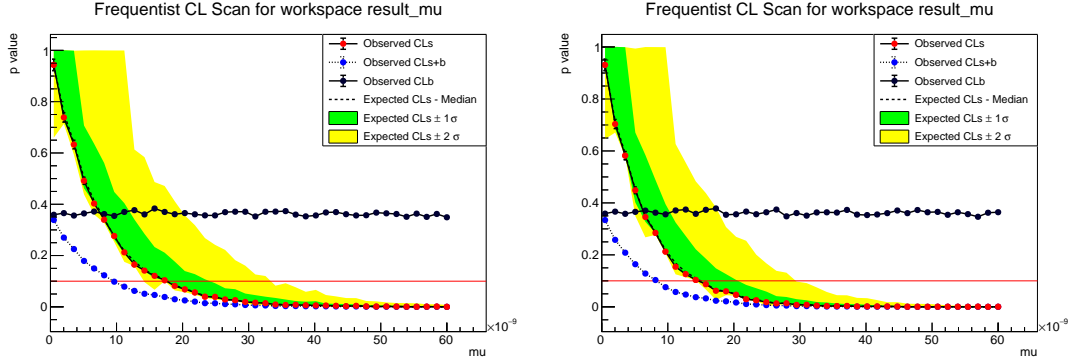 Frequentist CL Scan for workspace result_mu
p value
1
0.8
0.6
0.4
0.2
0
Observed CLs
Observed CLs+b
Observed CLb
Expected CLs - Median
Expected CLs ± 1σ
Expected CLs ± 2 σ
0 10 20 30 40 50 60
×10⁻⁹
mu
Frequentist CL Scan for workspace result_mu
p value
1
0.8
0.6
0.4
0.2
0
Observed CLs
Observed CLs+b
Observed CLb
Expected CLs - Median
Expected CLs ± 1σ
Expected CLs ± 2 σ
0 10 20 30 40 50 60
×10⁻⁹
mu